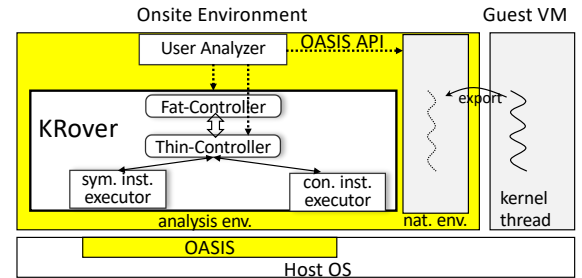 Onsite Environment
Guest VM
User Analyzer
OASIS API
export
Fat-Controller
KRover
Thin-Controller
sym. inst.
executor
con. inst.
executor
kernel
thread
analysis env.
nat. env.
OASIS
Host OS